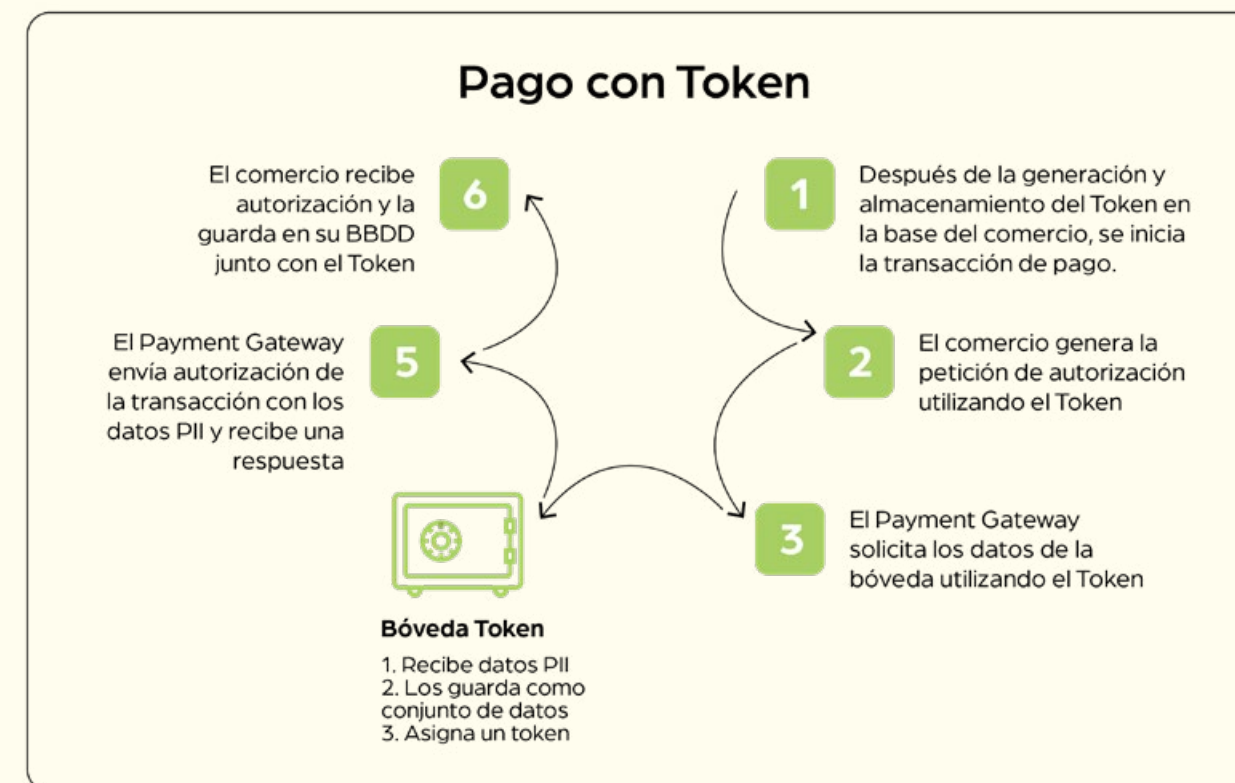 Pago con Token
1
Después de la generación y
almacenamiento del Token en
la base del comercio, se inicia
la transacción de pago.
2
El comercio genera la
petición de autorización
utilizando el Token
3
El Payment Gateway
solicita los datos de la
bóveda utilizando el Token
Bóveda Token
1. Recibe datos PII
2. Los guarda como
conjunto de datos
3. Asigna un token
5
El Payment Gateway
envía autorización de
la transacción con los
datos PII y recibe una
respuesta
6
El comercio recibe
autorización y la
guarda en su BBDD
junto con el Token